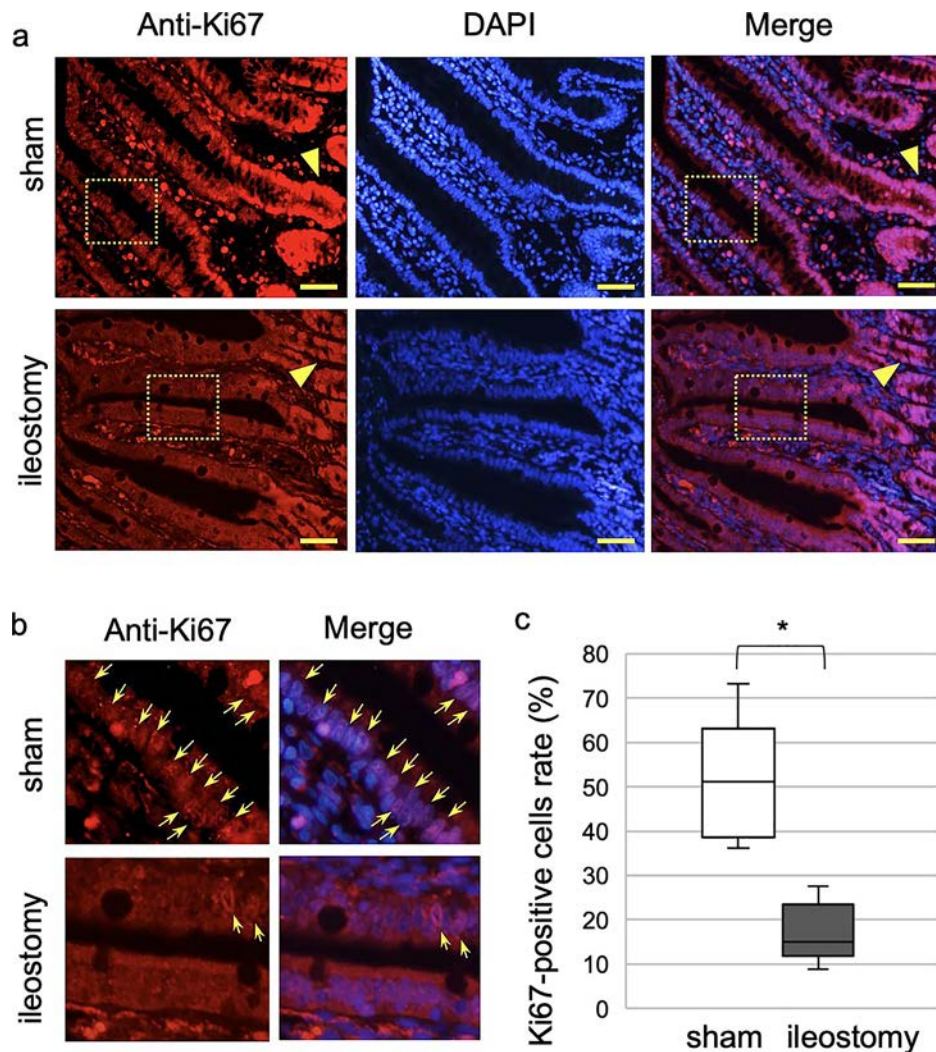 a
Anti-Ki67 DAPI Merge
sham
ileostomy
b
Anti-Ki67 Merge
sham
ileostomy
c
*
Ki67-positive cells rate (%)
80
70
60
50
40
30
20
10
0
sham ileostomy